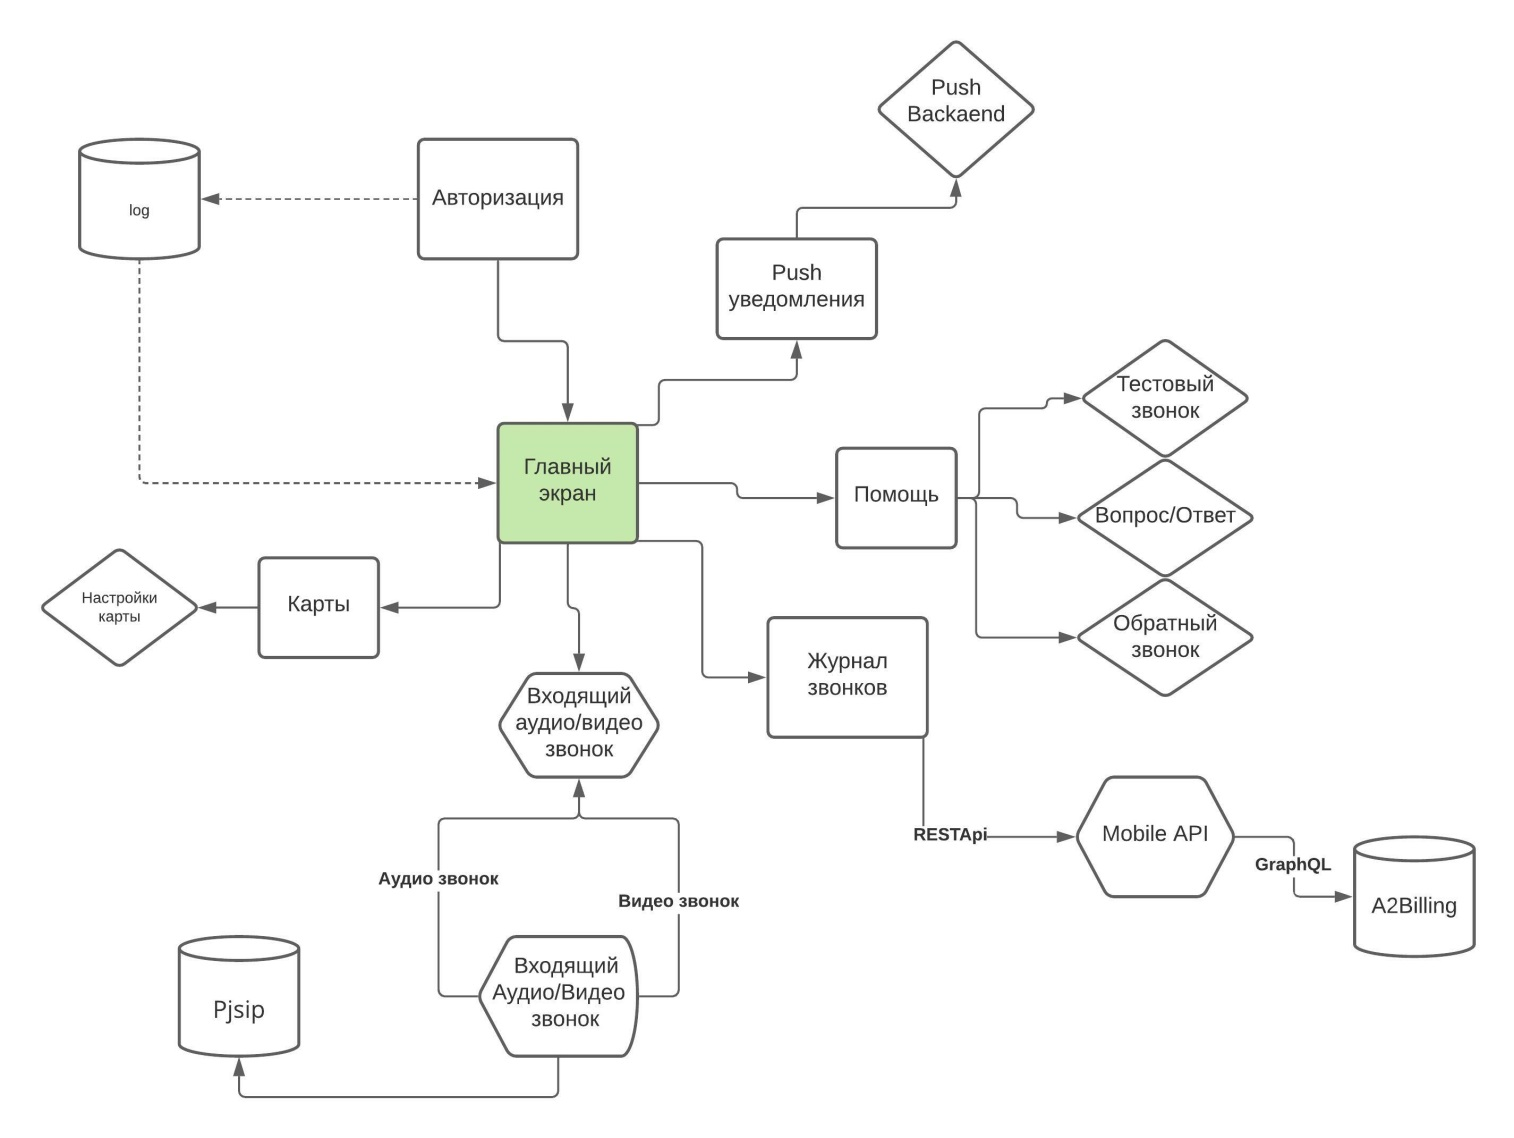 Push
Backaend
log
Авторизация
Push
уведомления
Тестовый
звонок
Главный
экран
Помощь
Вопрос/Ответ
Настройки
карты
Карты
Обратный
звонок
Журнал
звонков
Входящий
аудио/видео
звонок
RESTApi
Mobile API
GraphQL
A2Billing
Аудио звонок
Видео звонок
Входящий
Аудио/Видео
звонок
Pjsip